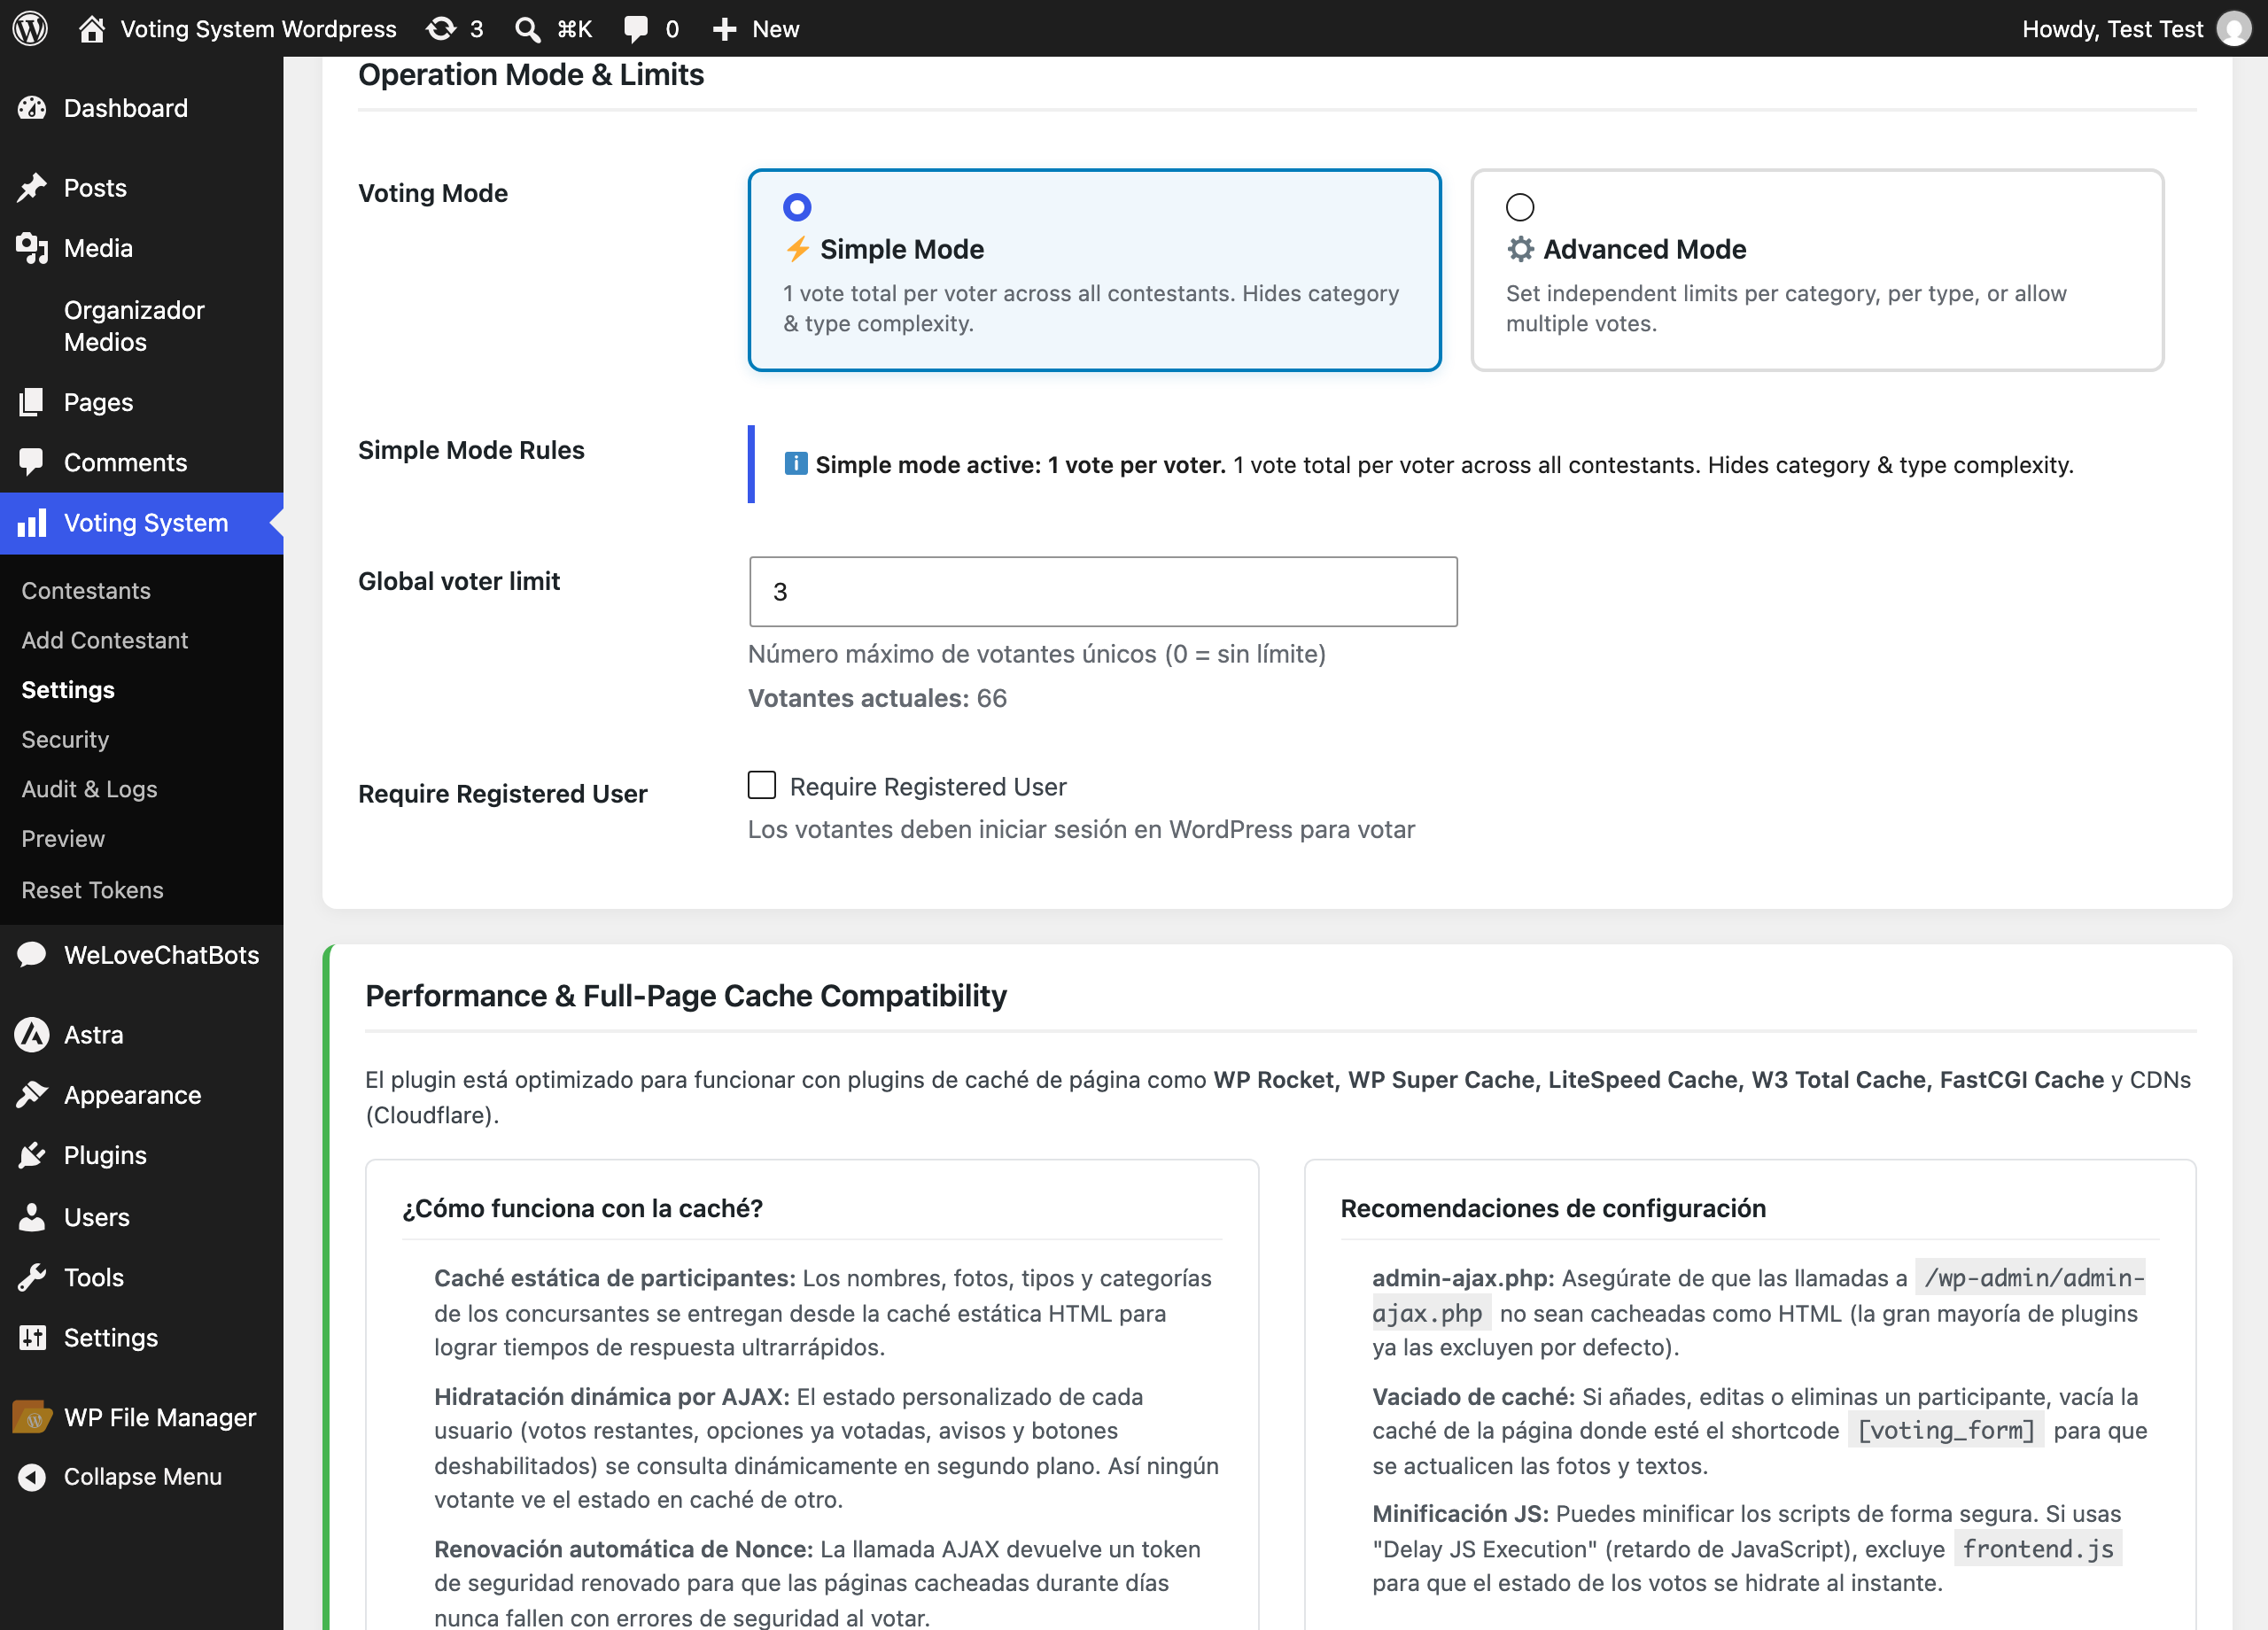 Voting System Wordpress 3 ⌘K 0 New Howdy, Test Test
Dashboard
Posts
Media
Organizador
Medios
Pages
Comments
Voting System
Contestants
Add Contestant
Settings
Security
Audit & Logs
Preview
Reset Tokens
WeLoveChatBots
Astra
Appearance
Plugins
Users
Tools
Settings
WP File Manager
Collapse Menu
Operation Mode & Limits
Voting Mode
Simple Mode
1 vote total per voter across all contestants. Hides category
& type complexity.
Advanced Mode
Set independent limits per category, per type, or allow
multiple votes.
Simple Mode Rules
Simple mode active: 1 vote per voter. 1 vote total per voter across all contestants. Hides category & type complexity.
Global voter limit
3
Número máximo de votantes únicos (0 = sin límite)
Votantes actuales: 66
Require Registered User
Require Registered User
Los votantes deben iniciar sesión en WordPress para votar
Performance & Full-Page Cache Compatibility
El plugin está optimizado para funcionar con plugins de caché de página como WP Rocket, WP Super Cache, LiteSpeed Cache, W3 Total Cache, FastCGI Cache y CDNs
(Cloudflare).
¿Cómo funciona con la caché?
Caché estática de participantes: Los nombres, fotos, tipos y categorías
de los concursantes se entregan desde la caché estática HTML para
lograr tiempos de respuesta ultrarrápidos.
Hidratación dinámica por AJAX: El estado personalizado de cada
usuario (votos restantes, opciones ya votadas, avisos y botones
deshabilitados) se consulta dinámicamente en segundo plano. Así ningún
votante ve el estado en caché de otro.
Renovación automática de Nonce: La llamada AJAX devuelve un token
de seguridad renovado para que las páginas cacheadas durante días
nunca fallen con errores de seguridad al votar.
Recomendaciones de configuración
admin-ajax.php: Asegúrate de que las llamadas a /wp-admin/admin-
ajax.php no sean cacheadas como HTML (la gran mayoría de plugins
ya las excluyen por defecto).
Vaciado de caché: Si añades, editas o eliminas un participante, vacía la
caché de la página donde esté el shortcode [voting_form] para que
se actualicen las fotos y textos.
Minificación JS: Puedes minificar los scripts de forma segura. Si usas
"Delay JS Execution" (retardo de JavaScript), excluye frontend.js
para que el estado de los votos se hidrate al instante.